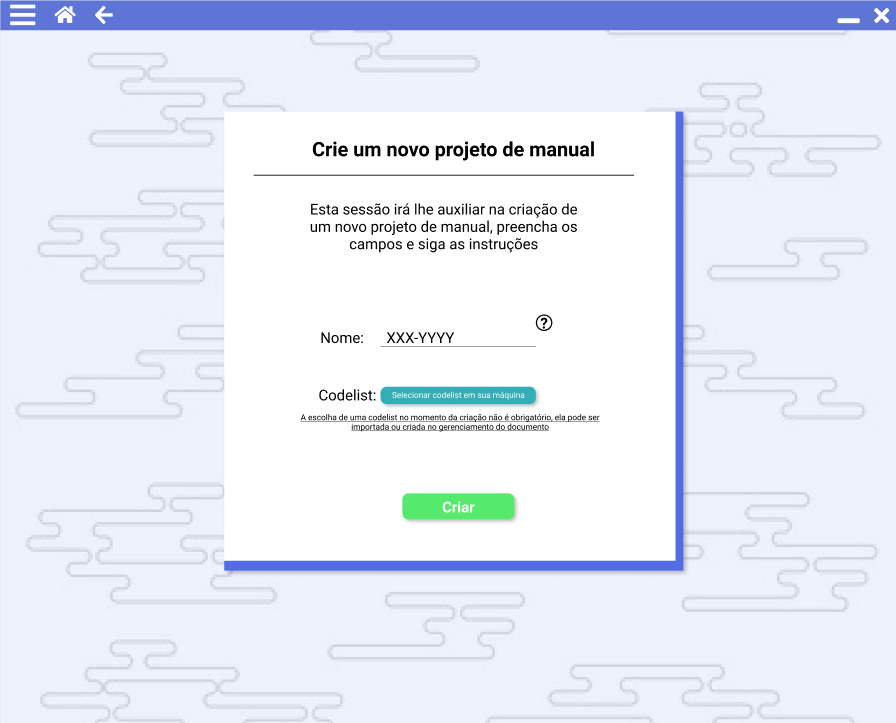 Crie um novo projeto de manual
Esta sessão irá lhe auxiliar na criação de
um novo projeto de manual, preencha os
campos e siga as instruções
?
Nome: XXX-YYYY
Codelist: Selecionar codelist em sua máquina
A escolha de uma codelist no momento da criação não é obrigatório, ela pode ser
importada ou criada no gerenciamento do documento
Criar